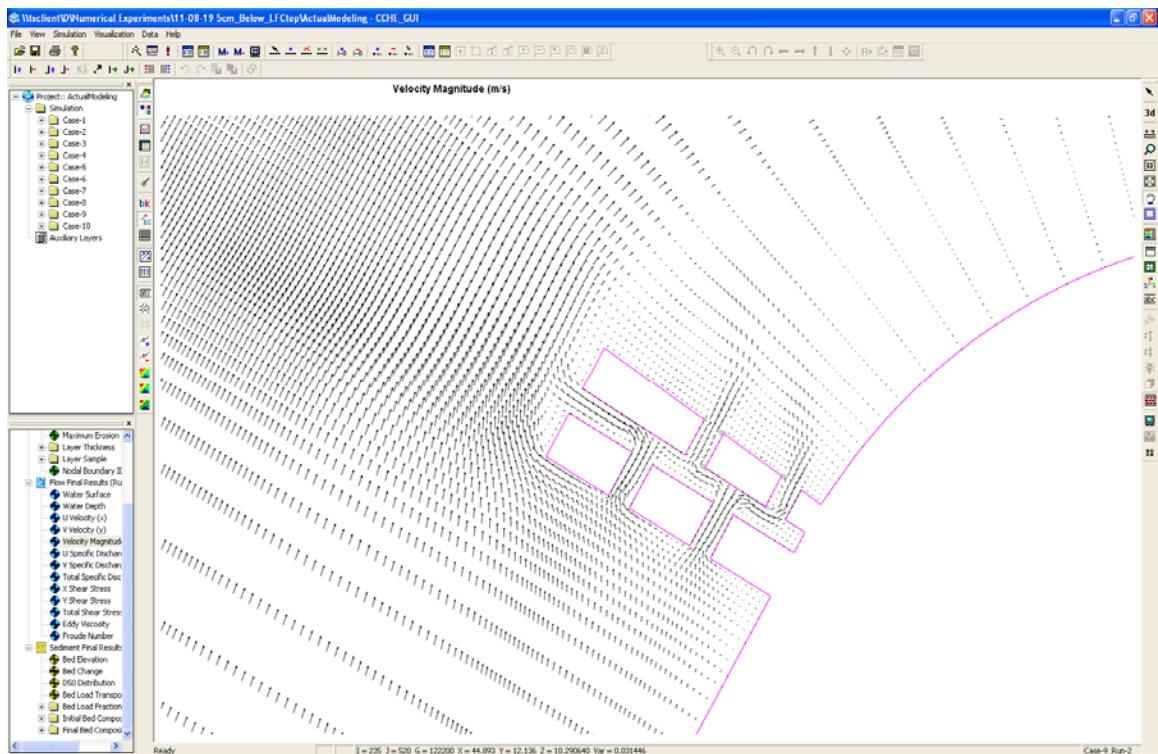 \\tsclient\D\Numerical Experiments\11-08-19 5cm_Below_LFCtop\ActualModeling - CCHE_GUI
File View Simulation Visualization Data Help
Project:: ActualModeling
Simulation
Case-1
Case-2
Case-3
Case-4
Case-5
Case-6
Case-7
Case-8
Case-9
Case-10
Auxiliary Layers
Maximum Erosion
Layer Thickness
Layer Sample
Nodal Boundary I
Flow Final Results (Ru
Water Surface
Water Depth
U Velocity (x)
V Velocity (y)
Velocity Magnitud
U Specific Dischar
V Specific Dischar
Total Specific Disc
X Shear Stress
Y Shear Stress
Total Shear Stress
Eddy Viscosity
Froude Number
Sediment Final Results
Bed Elevation
Bed Change
D50 Distribution
Bed Load Transpo
Bed Load Fraction
Initial Bed Compos
Final Bed Composi
bk
Velocity Magnitude (m/s)
3d
abc
Ready
I = 235 J = 520 G = 122200 X = 44.893 Y = 12.136 Z = 10.290640 Var = 0.031446
Case-9_Run-2